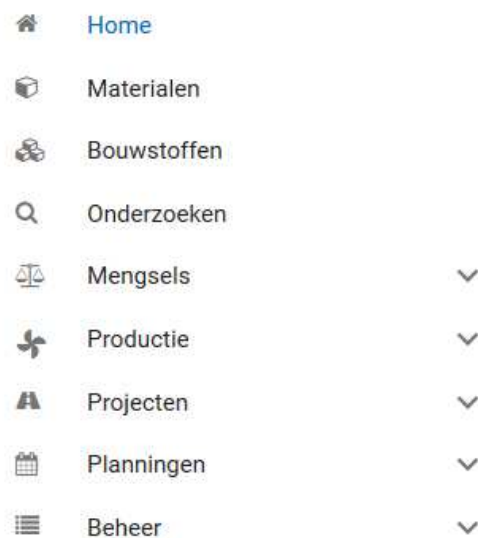 Home
Materialen
Bouwstoffen
Onderzoeken
Mengsels
Productie
Projecten
Planningen
Beheer